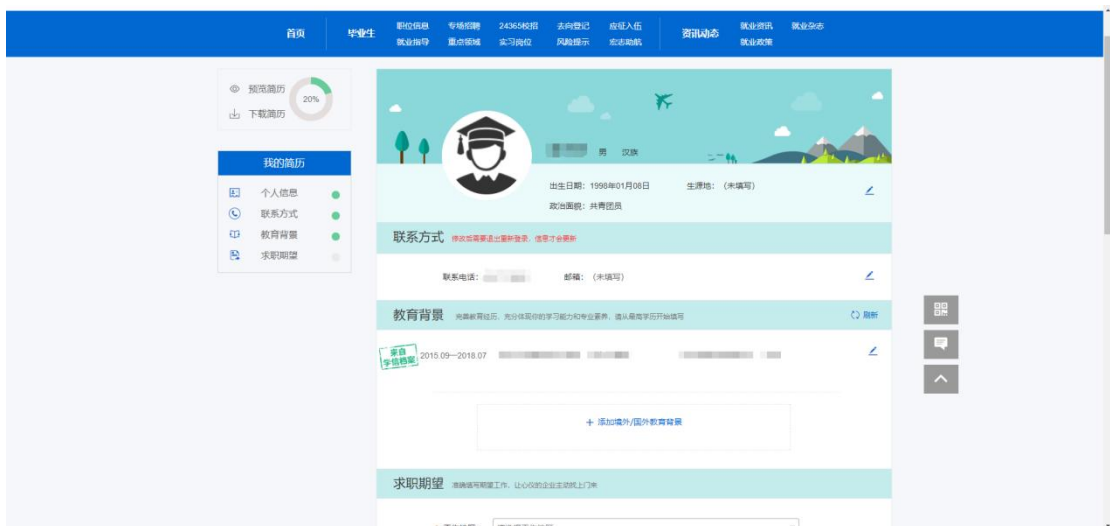 首页
毕业生
职位信息 专场招聘 24365校招 去向登记 应征入伍
就业指导 重点领域 实习岗位 风险提示 宏志助航
资讯动态
就业资讯 就业杂志
就业政策
预览简历
下载简历
20%
我的简历
个人信息
联系方式
教育背景
求职期望
男 汉族
出生日期：1998年01月08日 生源地：（未填写）
政治面貌：共青团员
联系方式 修改后需要退出重新登录，信息才会更新
联系电话： 邮箱：（未填写）
教育背景 完善教育经历，充分体现你的学习能力和专业素养，请从最高学历开始填写 刷新
来自
学信档案
2015.09—2018.07
+ 添加境外/国外教育背景
求职期望 准确填写期望工作，让心仪的企业主动找上门来